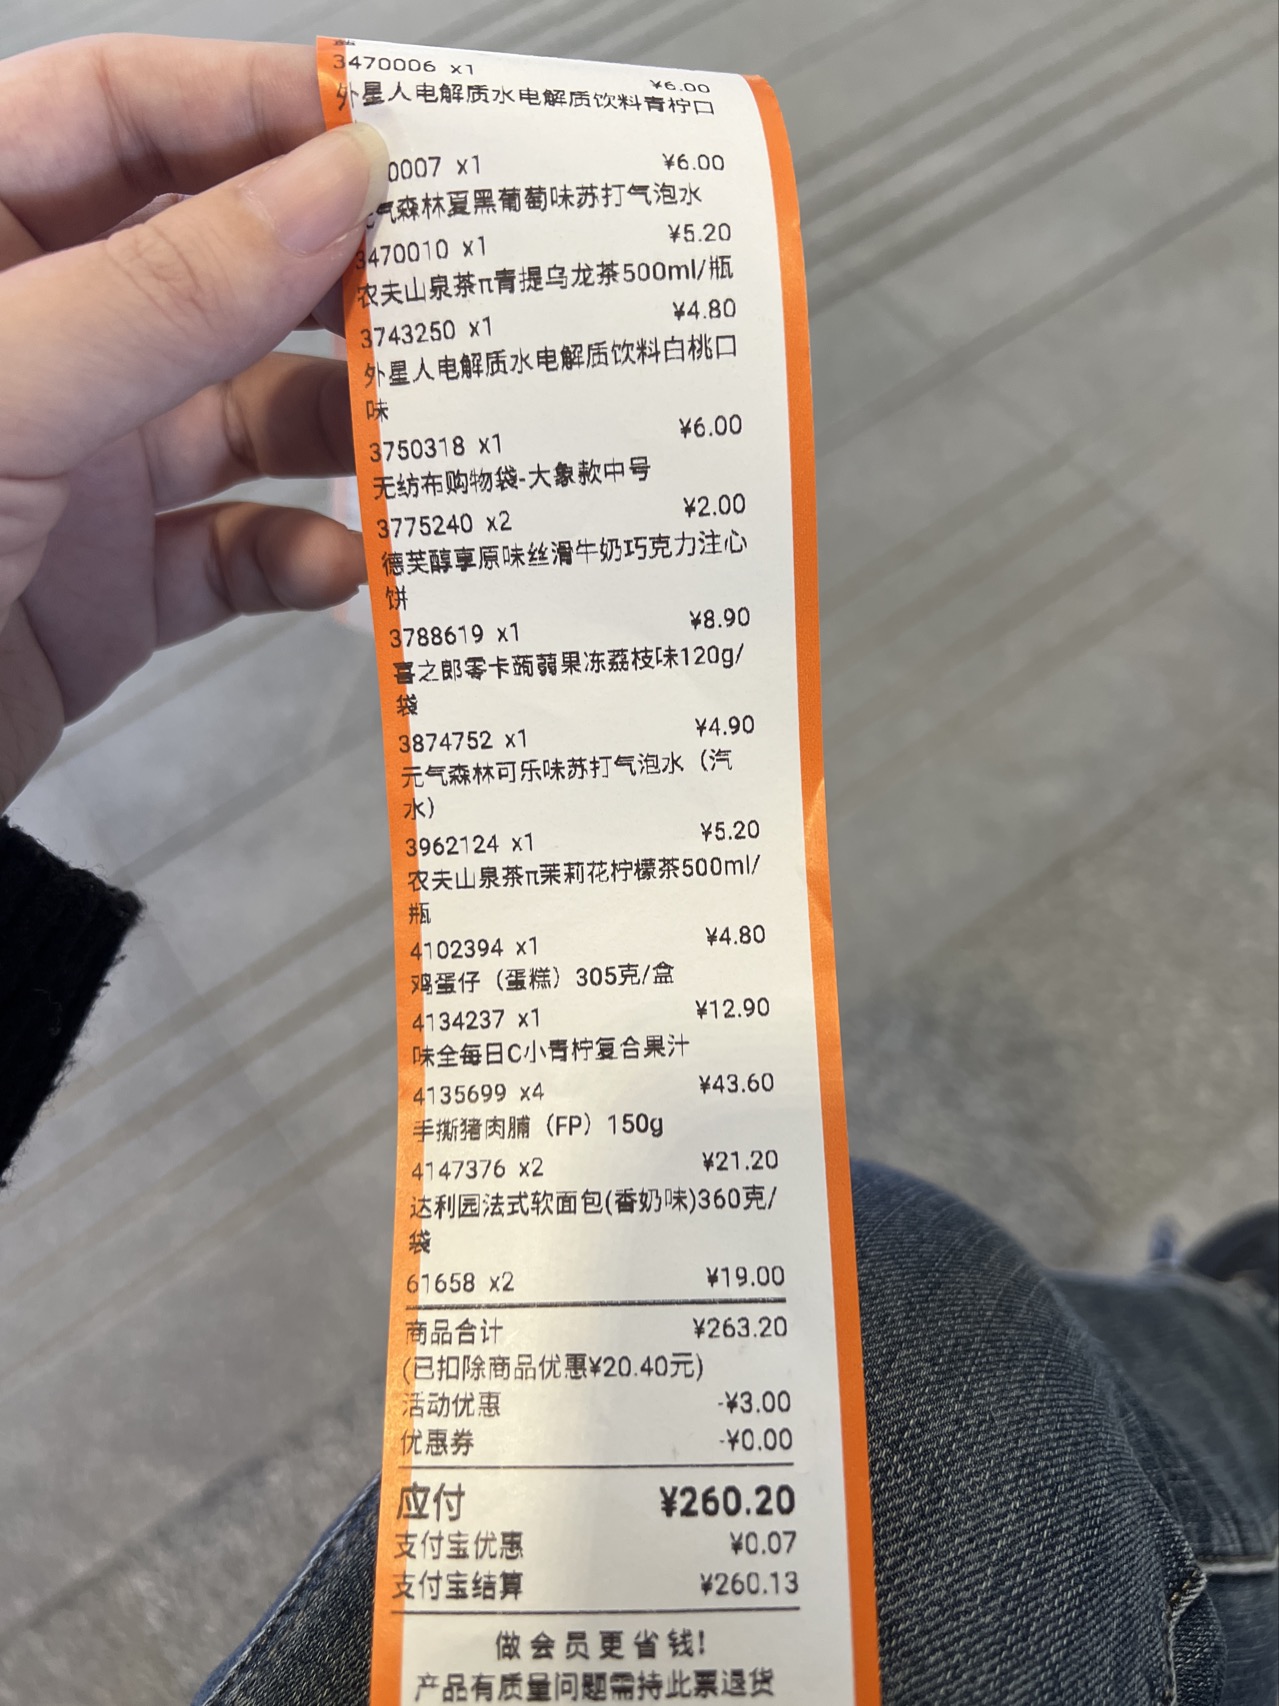 3470006 x1 ¥6.00
外星人电解质水电解质饮料青柠口
0007 x1 ¥6.00
元气森林夏黑葡萄味苏打气泡水
3470010 x1 ¥5.20
农夫山泉茶π青提乌龙茶500ml/瓶
3743250 x1 ¥4.80
外星人电解质水电解质饮料白桃口
味
3750318 x1 ¥6.00
无纺布购物袋-大象款中号
3775240 x2 ¥2.00
德芙醇享原味丝滑牛奶巧克力注心
饼
3788619 x1 ¥8.90
喜之郎零卡蒟蒻果冻荔枝味120g/
袋
3874752 x1 ¥4.90
元气森林可乐味苏打气泡水（汽
水）
3962124 x1 ¥5.20
农夫山泉茶π茉莉花柠檬茶500ml/
瓶
4102394 x1 ¥4.80
鸡蛋仔（蛋糕）305克/盒
4134237 x1 ¥12.90
味全每日C小青柠复合果汁
4135699 x4 ¥43.60
手撕猪肉脯（FP）150g
4147376 x2 ¥21.20
达利园法式软面包(香奶味)360克/
袋
61658 x2 ¥19.00
商品合计 ¥263.20
(已扣除商品优惠¥20.40元)
活动优惠 -¥3.00
优惠券 -¥0.00
应付 ¥260.20
支付宝优惠 ¥0.07
支付宝结算 ¥260.13
做会员更省钱!
产品有质量问题需持此票退货